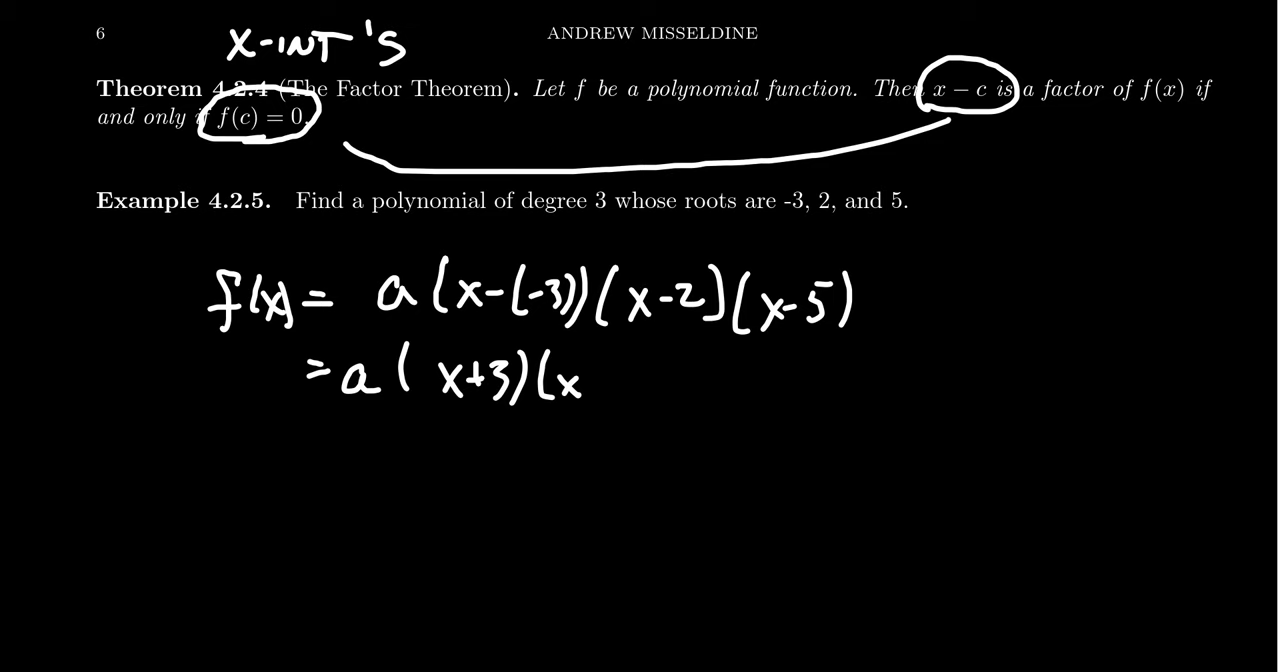 6 ANDREW MISSELDINE
X-INT'S
Theorem 4.2.4 (The Factor Theorem). Let f be a polynomial function. Then x − c is a factor of f(x) if
and only if f(c) = 0.
Example 4.2.5. Find a polynomial of degree 3 whose roots are -3, 2, and 5.
f(x) = a(x-(-3))(x-2)(x-5)
= a(x+3)(x